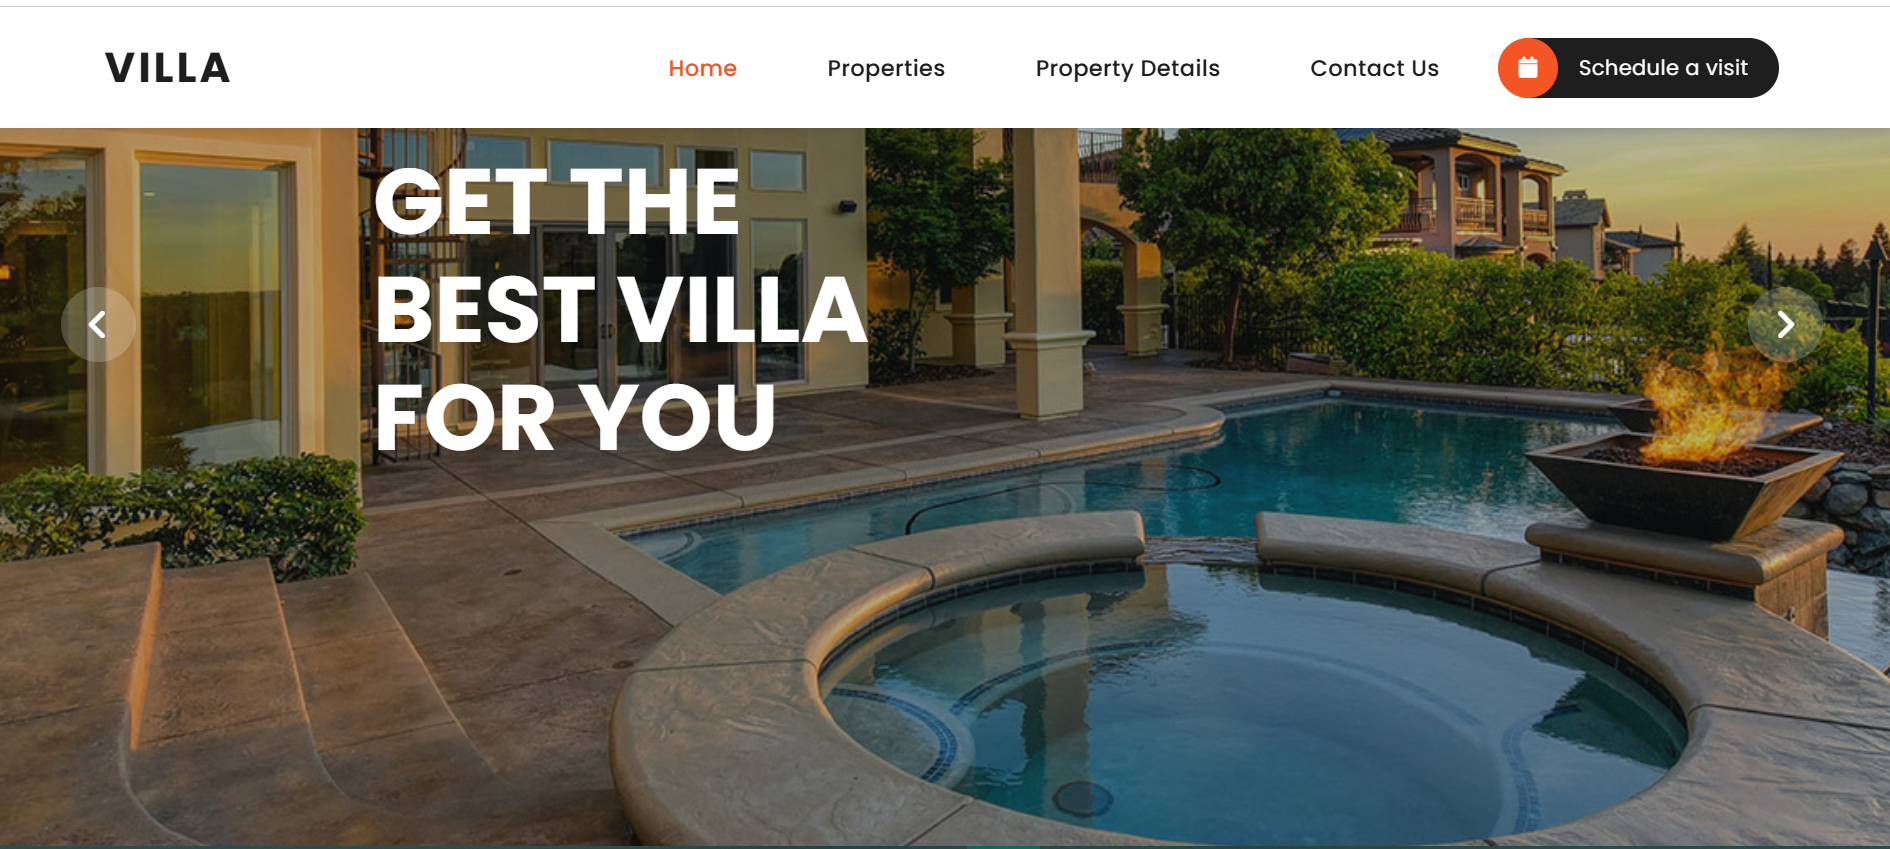 VILLA
Home
Properties
Property Details
Contact Us
Schedule a visit
GET THE
BEST VILLA
FOR YOU